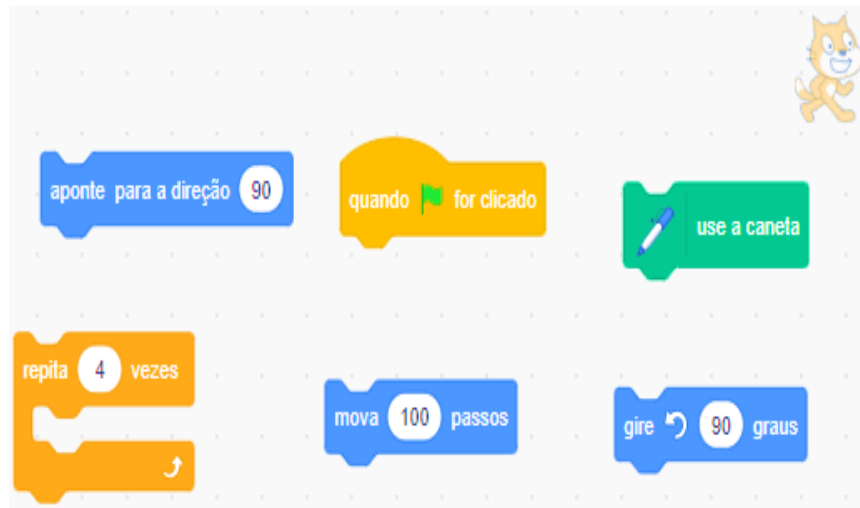 aponte para a direção 90
quando for clicado
use a caneta
repita 4 vezes
mova 100 passos
gire 90 graus